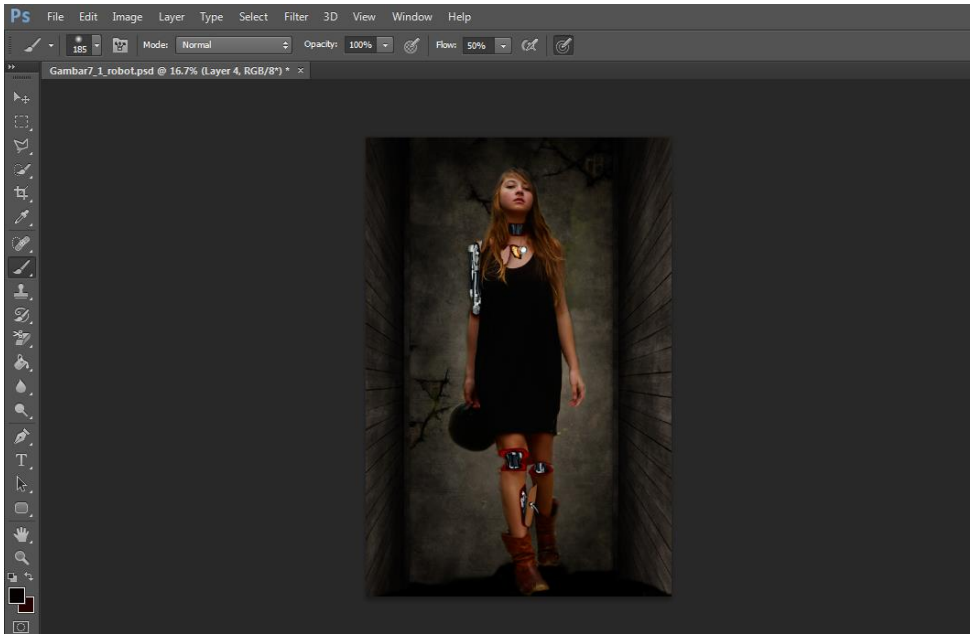 Ps File Edit Image Layer Type Select Filter 3D View Window Help
185 Mode: Normal Opacity: 100% Flow: 50%
Gambar7_1_robot.psd @ 16.7% (Layer 4, RGB/8*) * ×
T